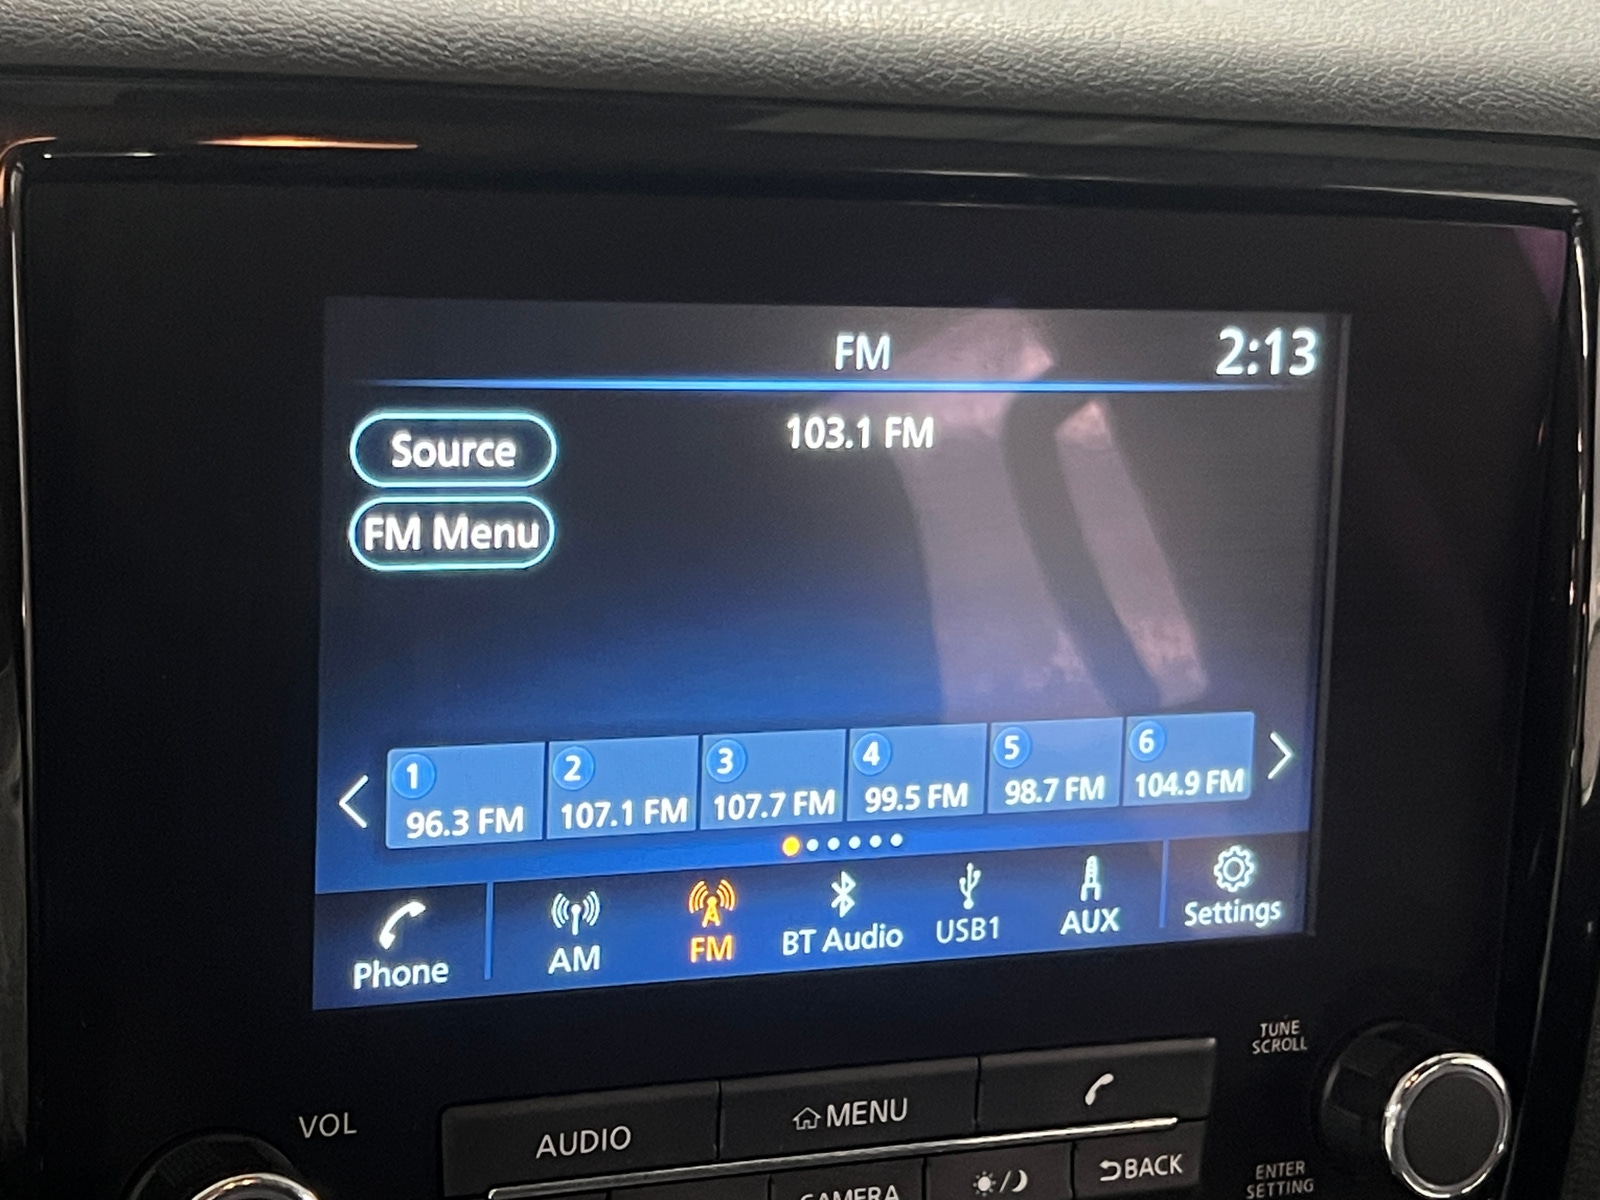 FM
2:13
103.1 FM
Source
FM Menu
1 2 3 4 5 6
96.3 FM 107.1 FM 107.7 FM 99.5 FM 98.7 FM 104.9 FM
Phone AM FM BT Audio USB1 AUX Settings
TUNE
SCROLL
VOL
AUDIO MENU
CAMERA BACK
ENTER
SETTING